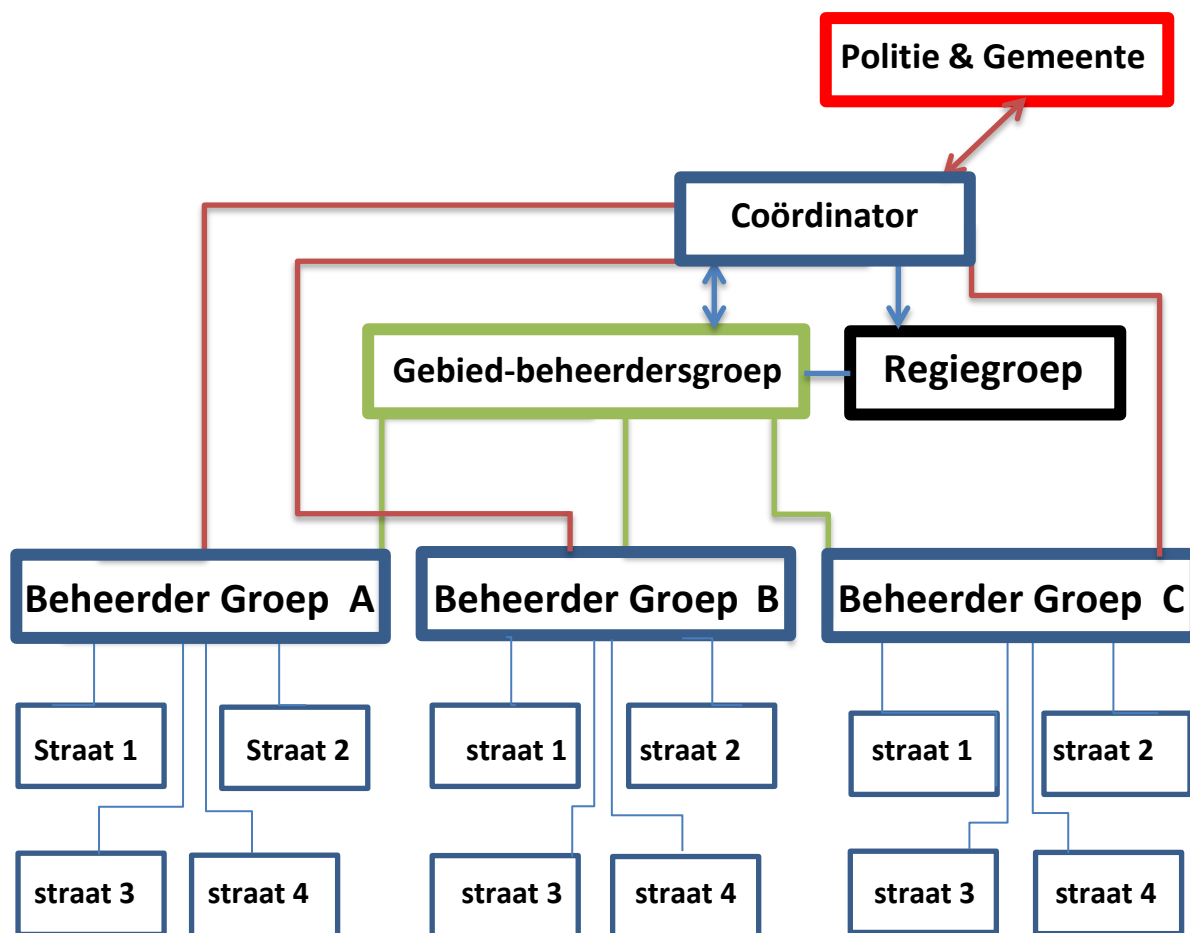 Politie & Gemeente
Coördinator
Gebied-beheerdersgroep
Regiegroep
Beheerder Groep A
Beheerder Groep B
Beheerder Groep C
Straat 1
Straat 2
straat 1
straat 2
straat 1
straat 2
straat 3
straat 4
straat 3
straat 4
straat 3
straat 4